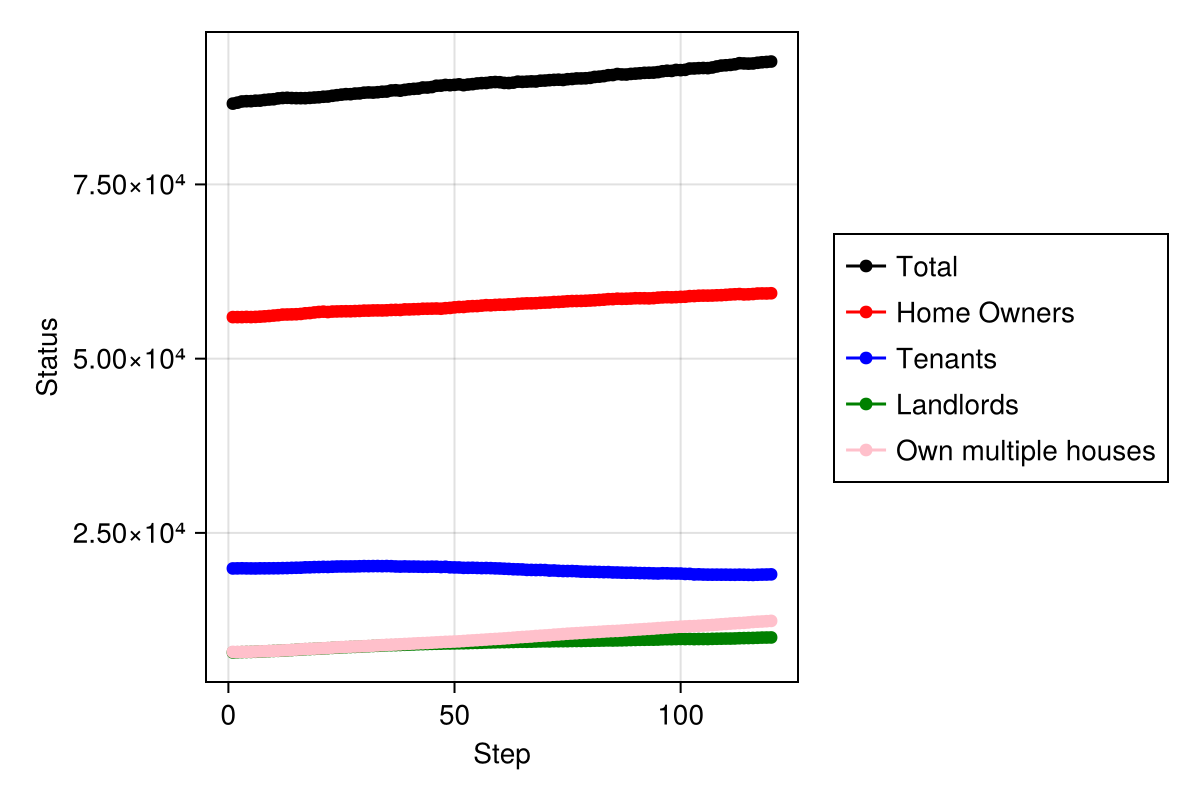 7.50×10⁴
5.00×10⁴
2.50×10⁴
Status
0 50 100
Step
Total
Home Owners
Tenants
Landlords
Own multiple houses